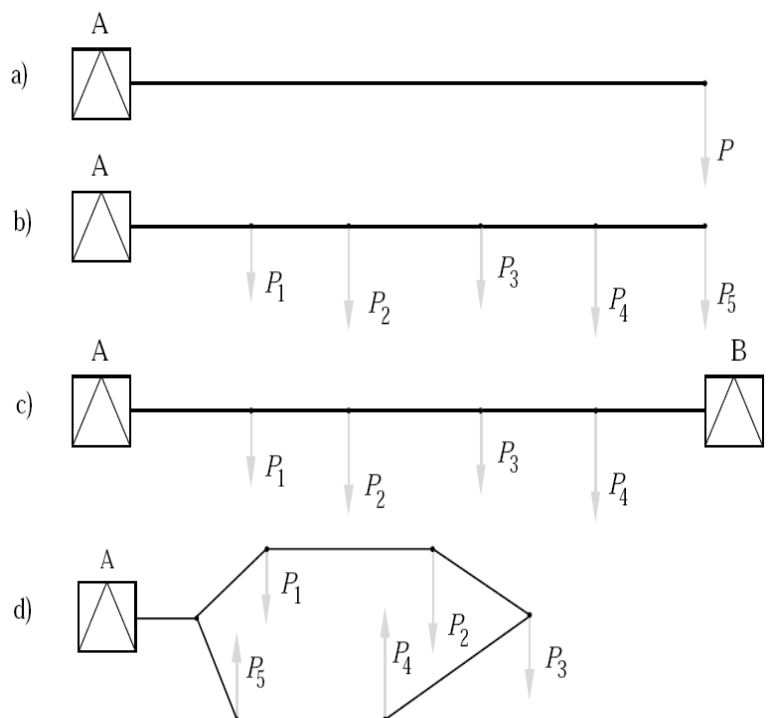 A
a)
P
A
b)
P1 P2 P3 P4 P5
A B
c)
P1 P2 P3 P4
A
d)
P1 P2 P3
P5 P4